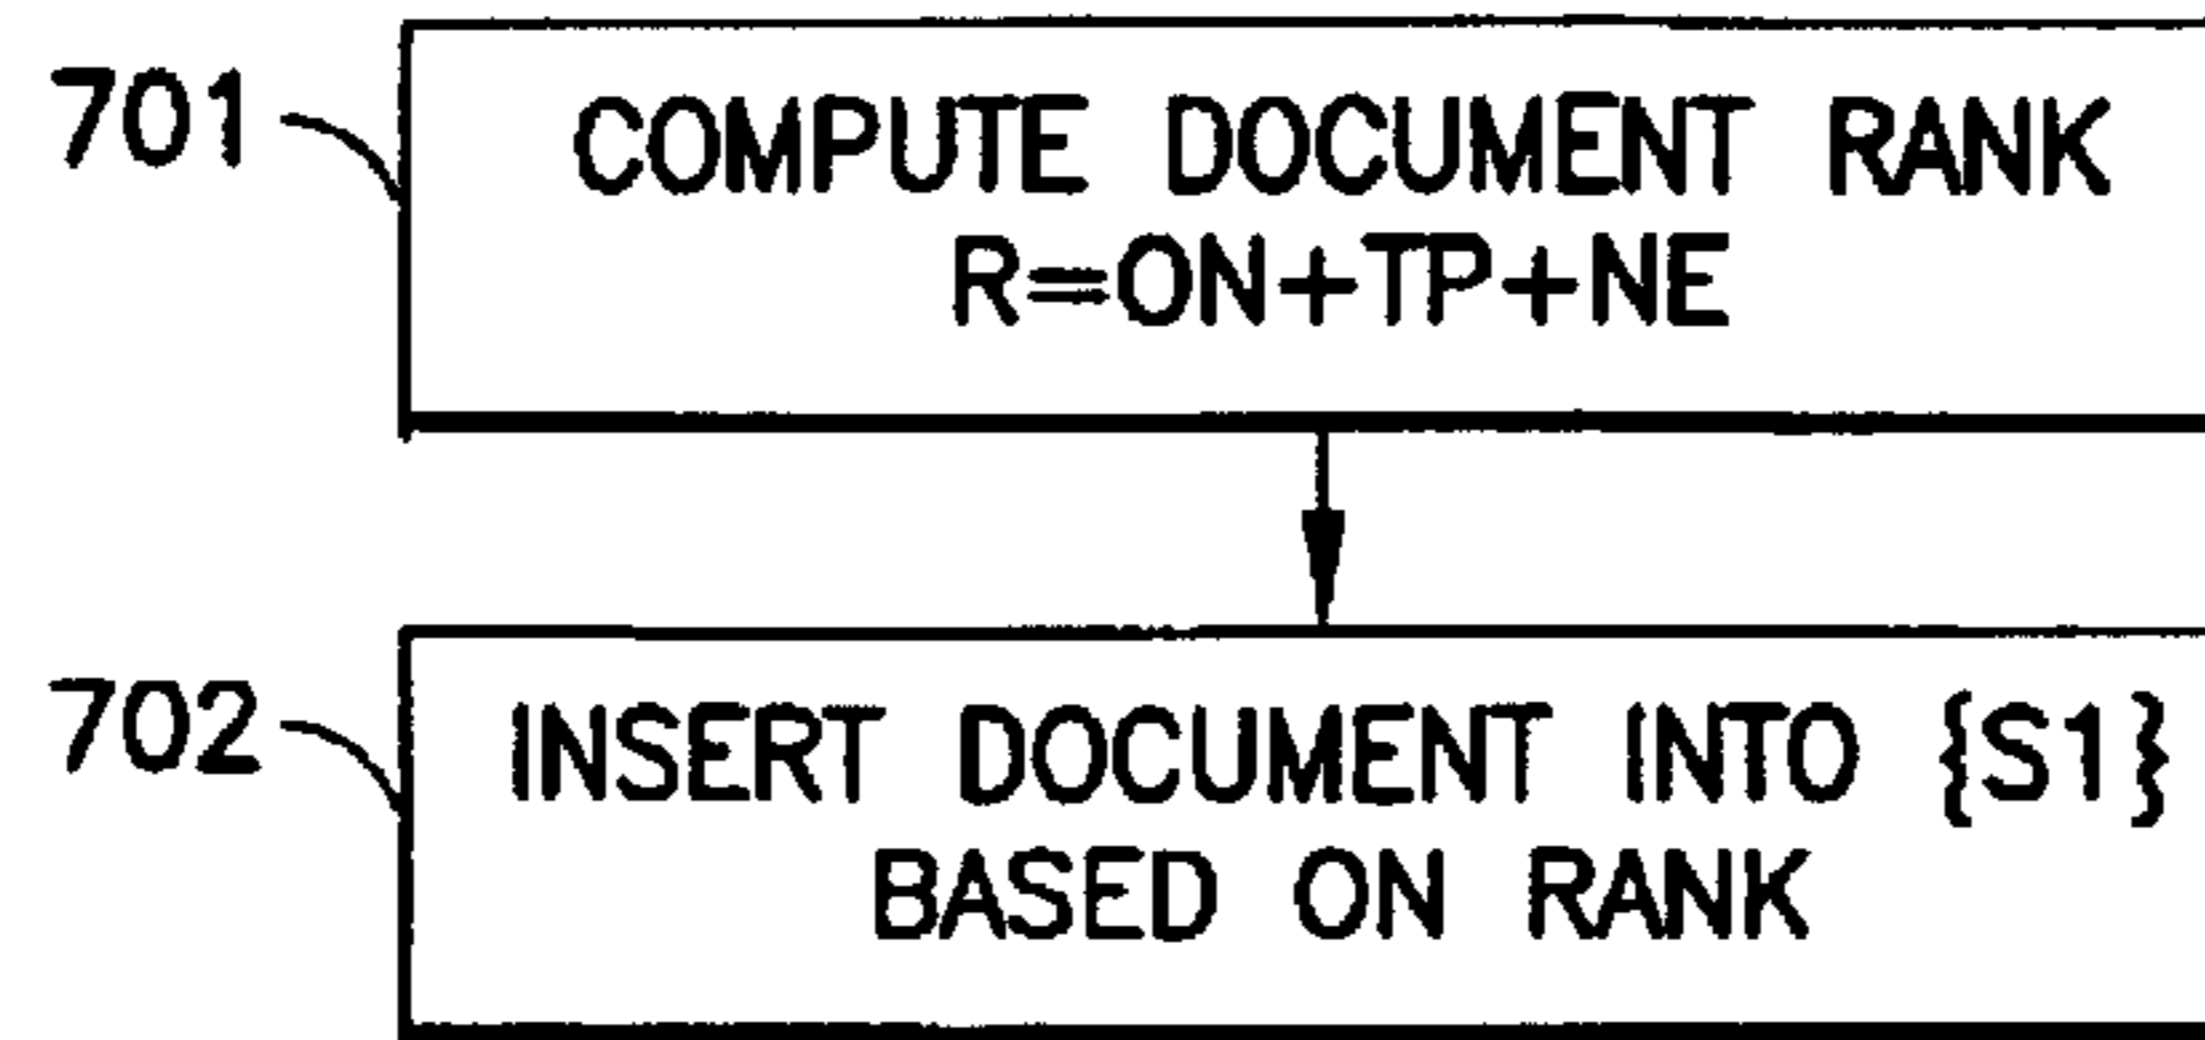 701
COMPUTE DOCUMENT RANK
R=ON+TP+NE
702
INSERT DOCUMENT INTO {S1}
BASED ON RANK